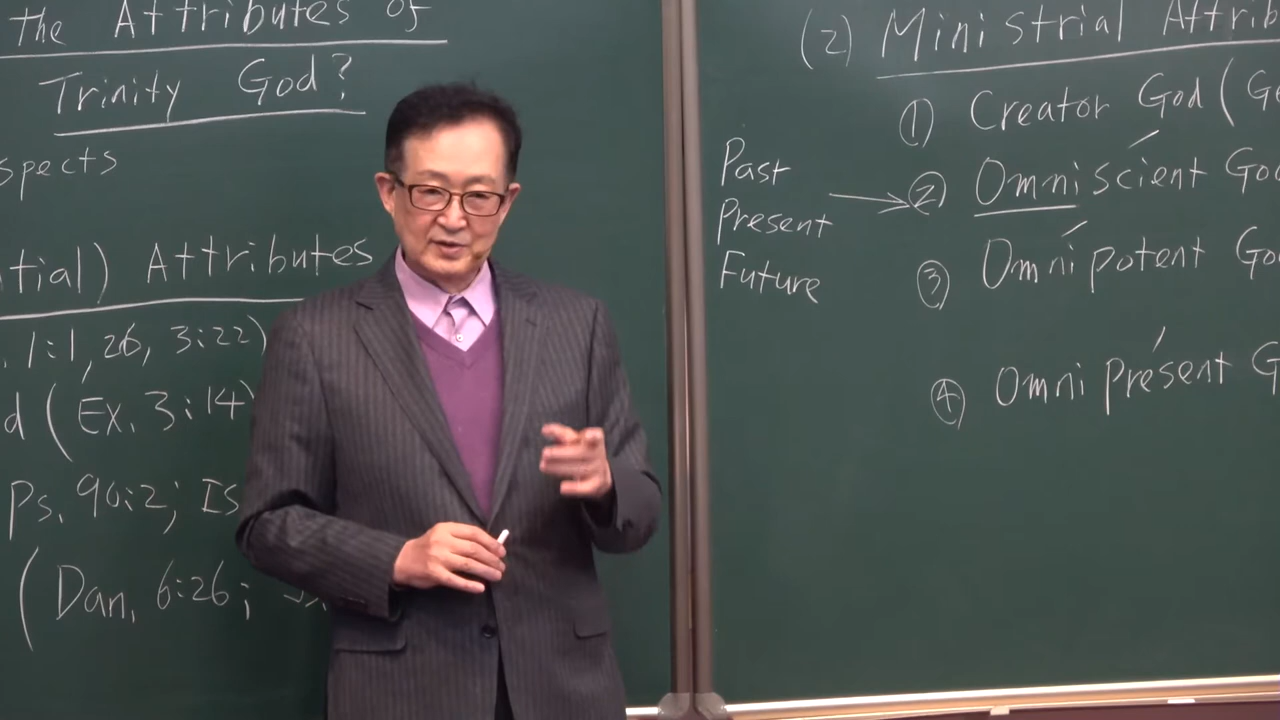 the Attributes of
Trinity God?
spects
tial) Attributes
. 1:1, 26, 3:22)
d (Ex. 3:14)
Ps. 90:2; Is
(Dan. 6:26;
(2) Ministrial Attrib
① Creator God (Ge
Past
Present
Future
② Omniscient God
③ Omnipotent God
④ Omnipresent G